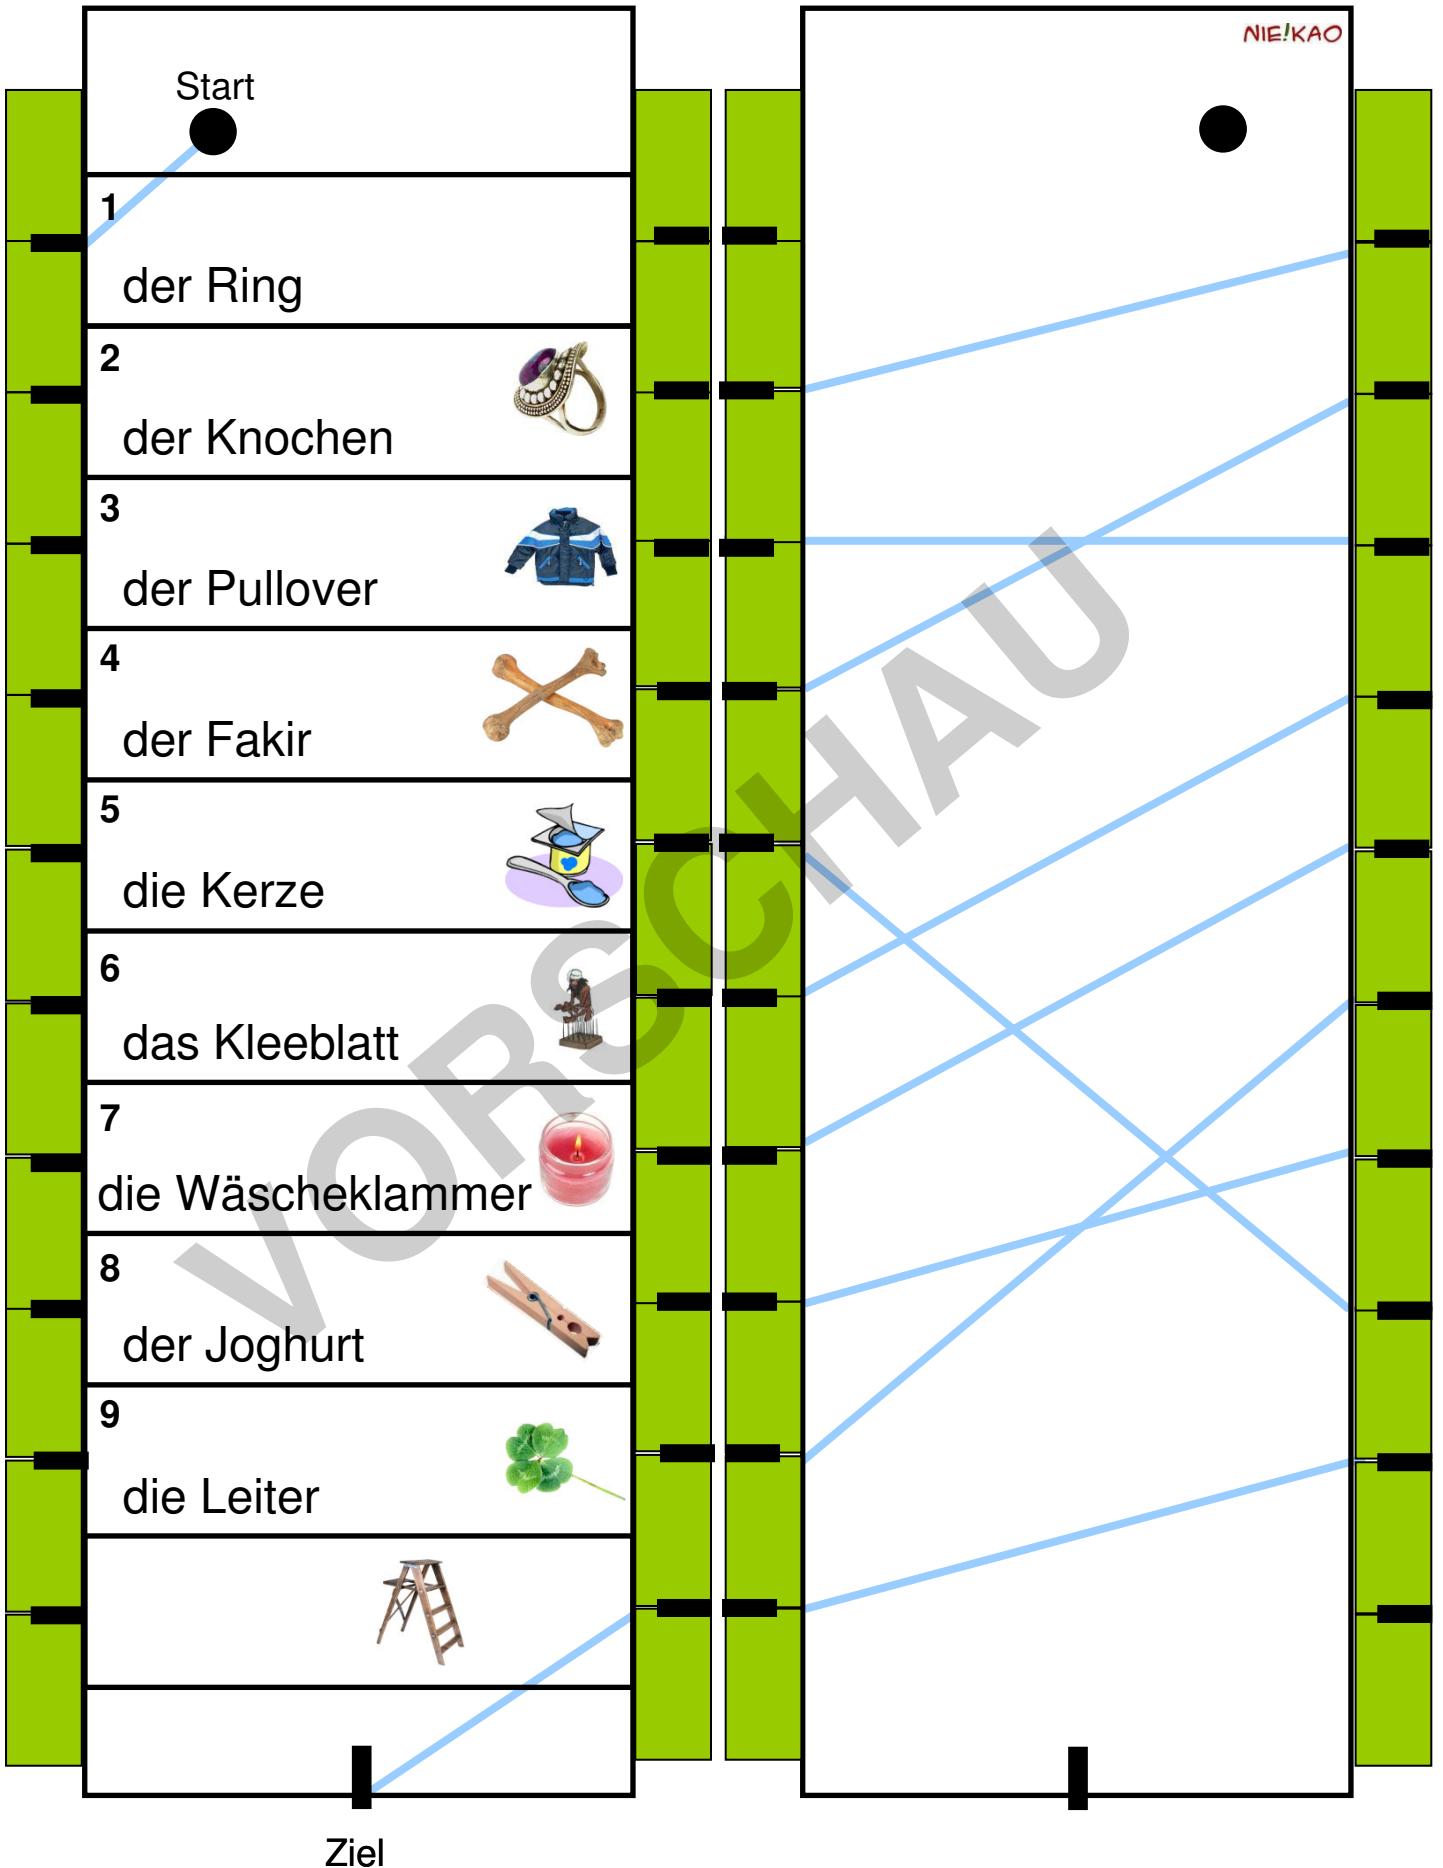 NIE!KAO
Start
1
der Ring
2
der Knochen
3
der Pullover
4
der Fakir
5
die Kerze
6
das Kleeblatt
7
die Wäscheklammer
8
der Joghurt
9
die Leiter
Ziel
VORSCHAU